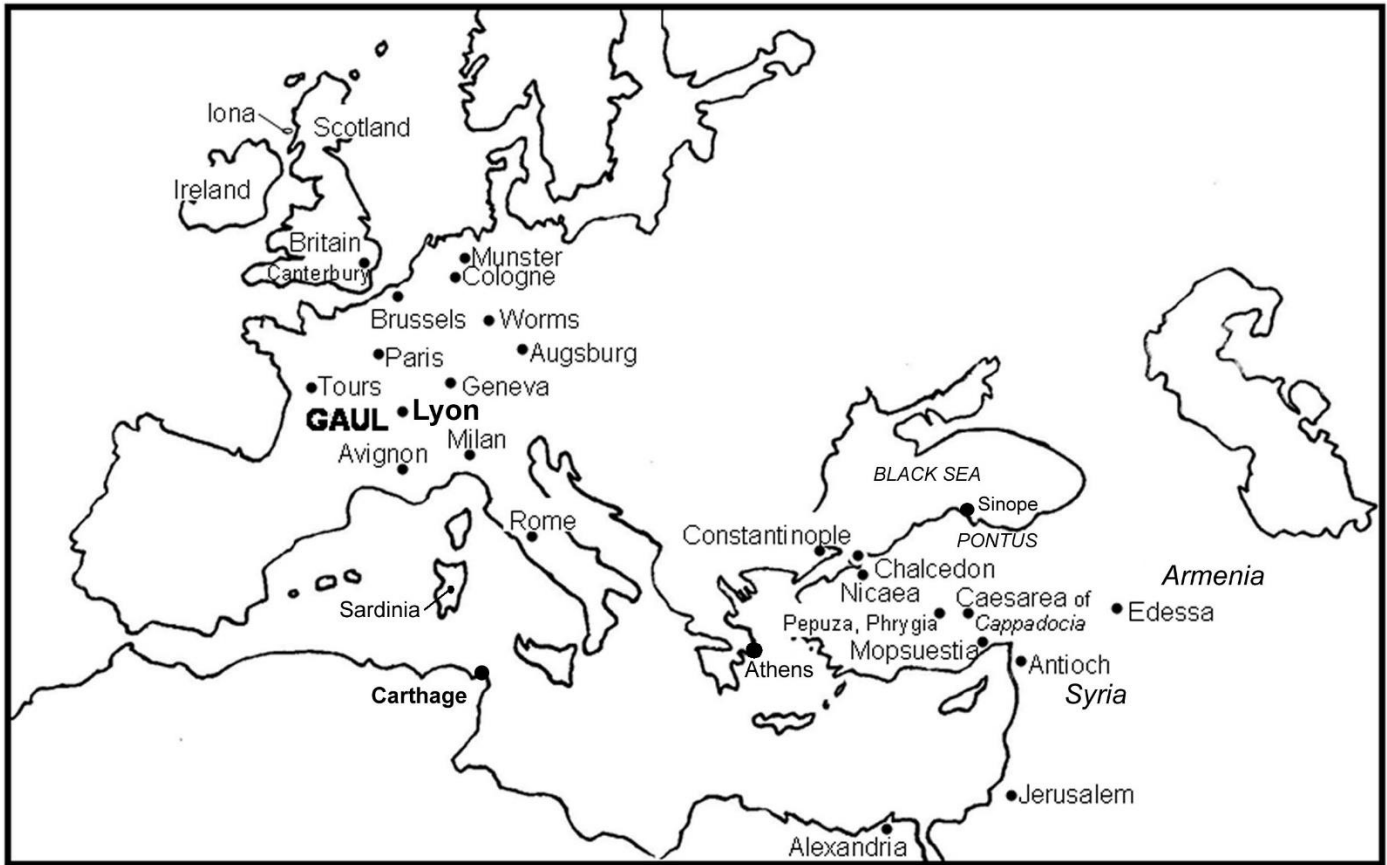 Iona
Scotland
Ireland
Britain
Canterbury
Munster
Cologne
Brussels
Worms
Paris
Augsburg
Tours
Geneva
GAUL
Lyon
Milan
Avignon
BLACK SEA
Sinope
Rome
Constantinople
PONTUS
Chalcedon
Armenia
Nicaea
Caesarea of
Cappadocia
Edessa
Sardinia
Pepuza, Phrygia
Mopsuestia
Athens
Antioch
Carthage
Syria
Jerusalem
Alexandria